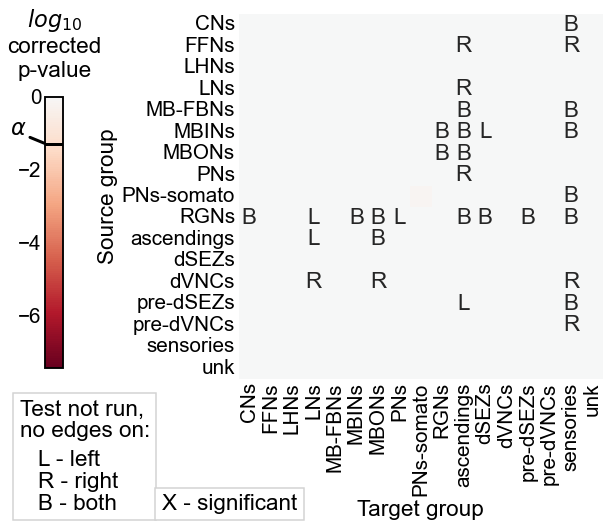 log10
corrected
p-value
0
α
−2
−4
−6
Source group
CNs B
FFNs R R
LHNs
LNs R
MB-FBNs B B
MBINs B B L B
MBONs B B
PNs R
PNs-somato B
RGNs B L B B P L B B B B
ascendings L B
dSEZs
dVNCs R R R
pre-dSEZs L B
pre-dVNCs R
sensories
unk
CNs
FFNs
LHNs
LNs
MB-FBNs
MBINs
MBONs
PNs
PNs-somato
RGNs
ascendings
dSEZs
dVNCs
pre-dSEZs
pre-dVNCs
sensories
unk
Target group
Test not run,
no edges on:
L - left
R - right
B - both
X - significant